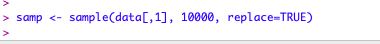 >
> samp <- sample(data[,1], 10000, replace=TRUE)
>